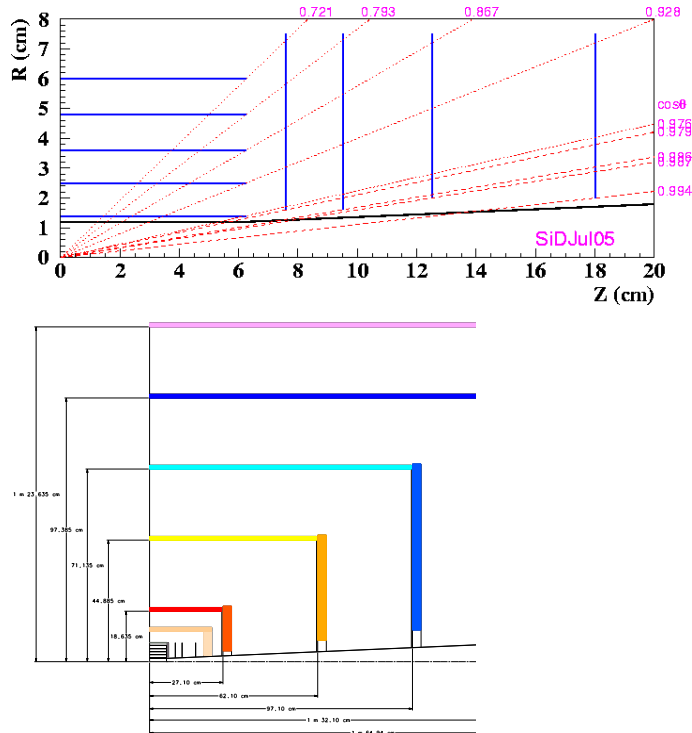 0.721 0.793 0.867 0.928
R (cm)
8
7
6
5
4
3
2
1
0
cosθ
0.976
0.979
0.986
0.987
0.994
SiDJul05
0 2 4 6 8 10 12 14 16 18 20
Z (cm)
1 m 23.635 cm
97.385 cm
71.135 cm
44.885 cm
18.635 cm
27.10 cm
62.10 cm
97.10 cm
1 m 32.10 cm